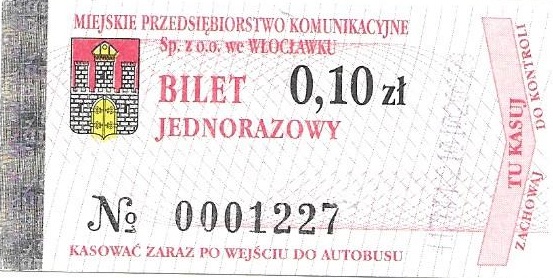 MIEJSKIE PRZEDSIĘBIORSTWO KOMUNIKACYJNE
Sp. z o.o. we WŁOCŁAWKU
BILET 0,10 zł
JEDNORAZOWY
№ 0001227
KASOWAĆ ZARAZ PO WEJŚCIU DO AUTOBUSU
TU KASUJ
ZACHOWAJ DO KONTROLI